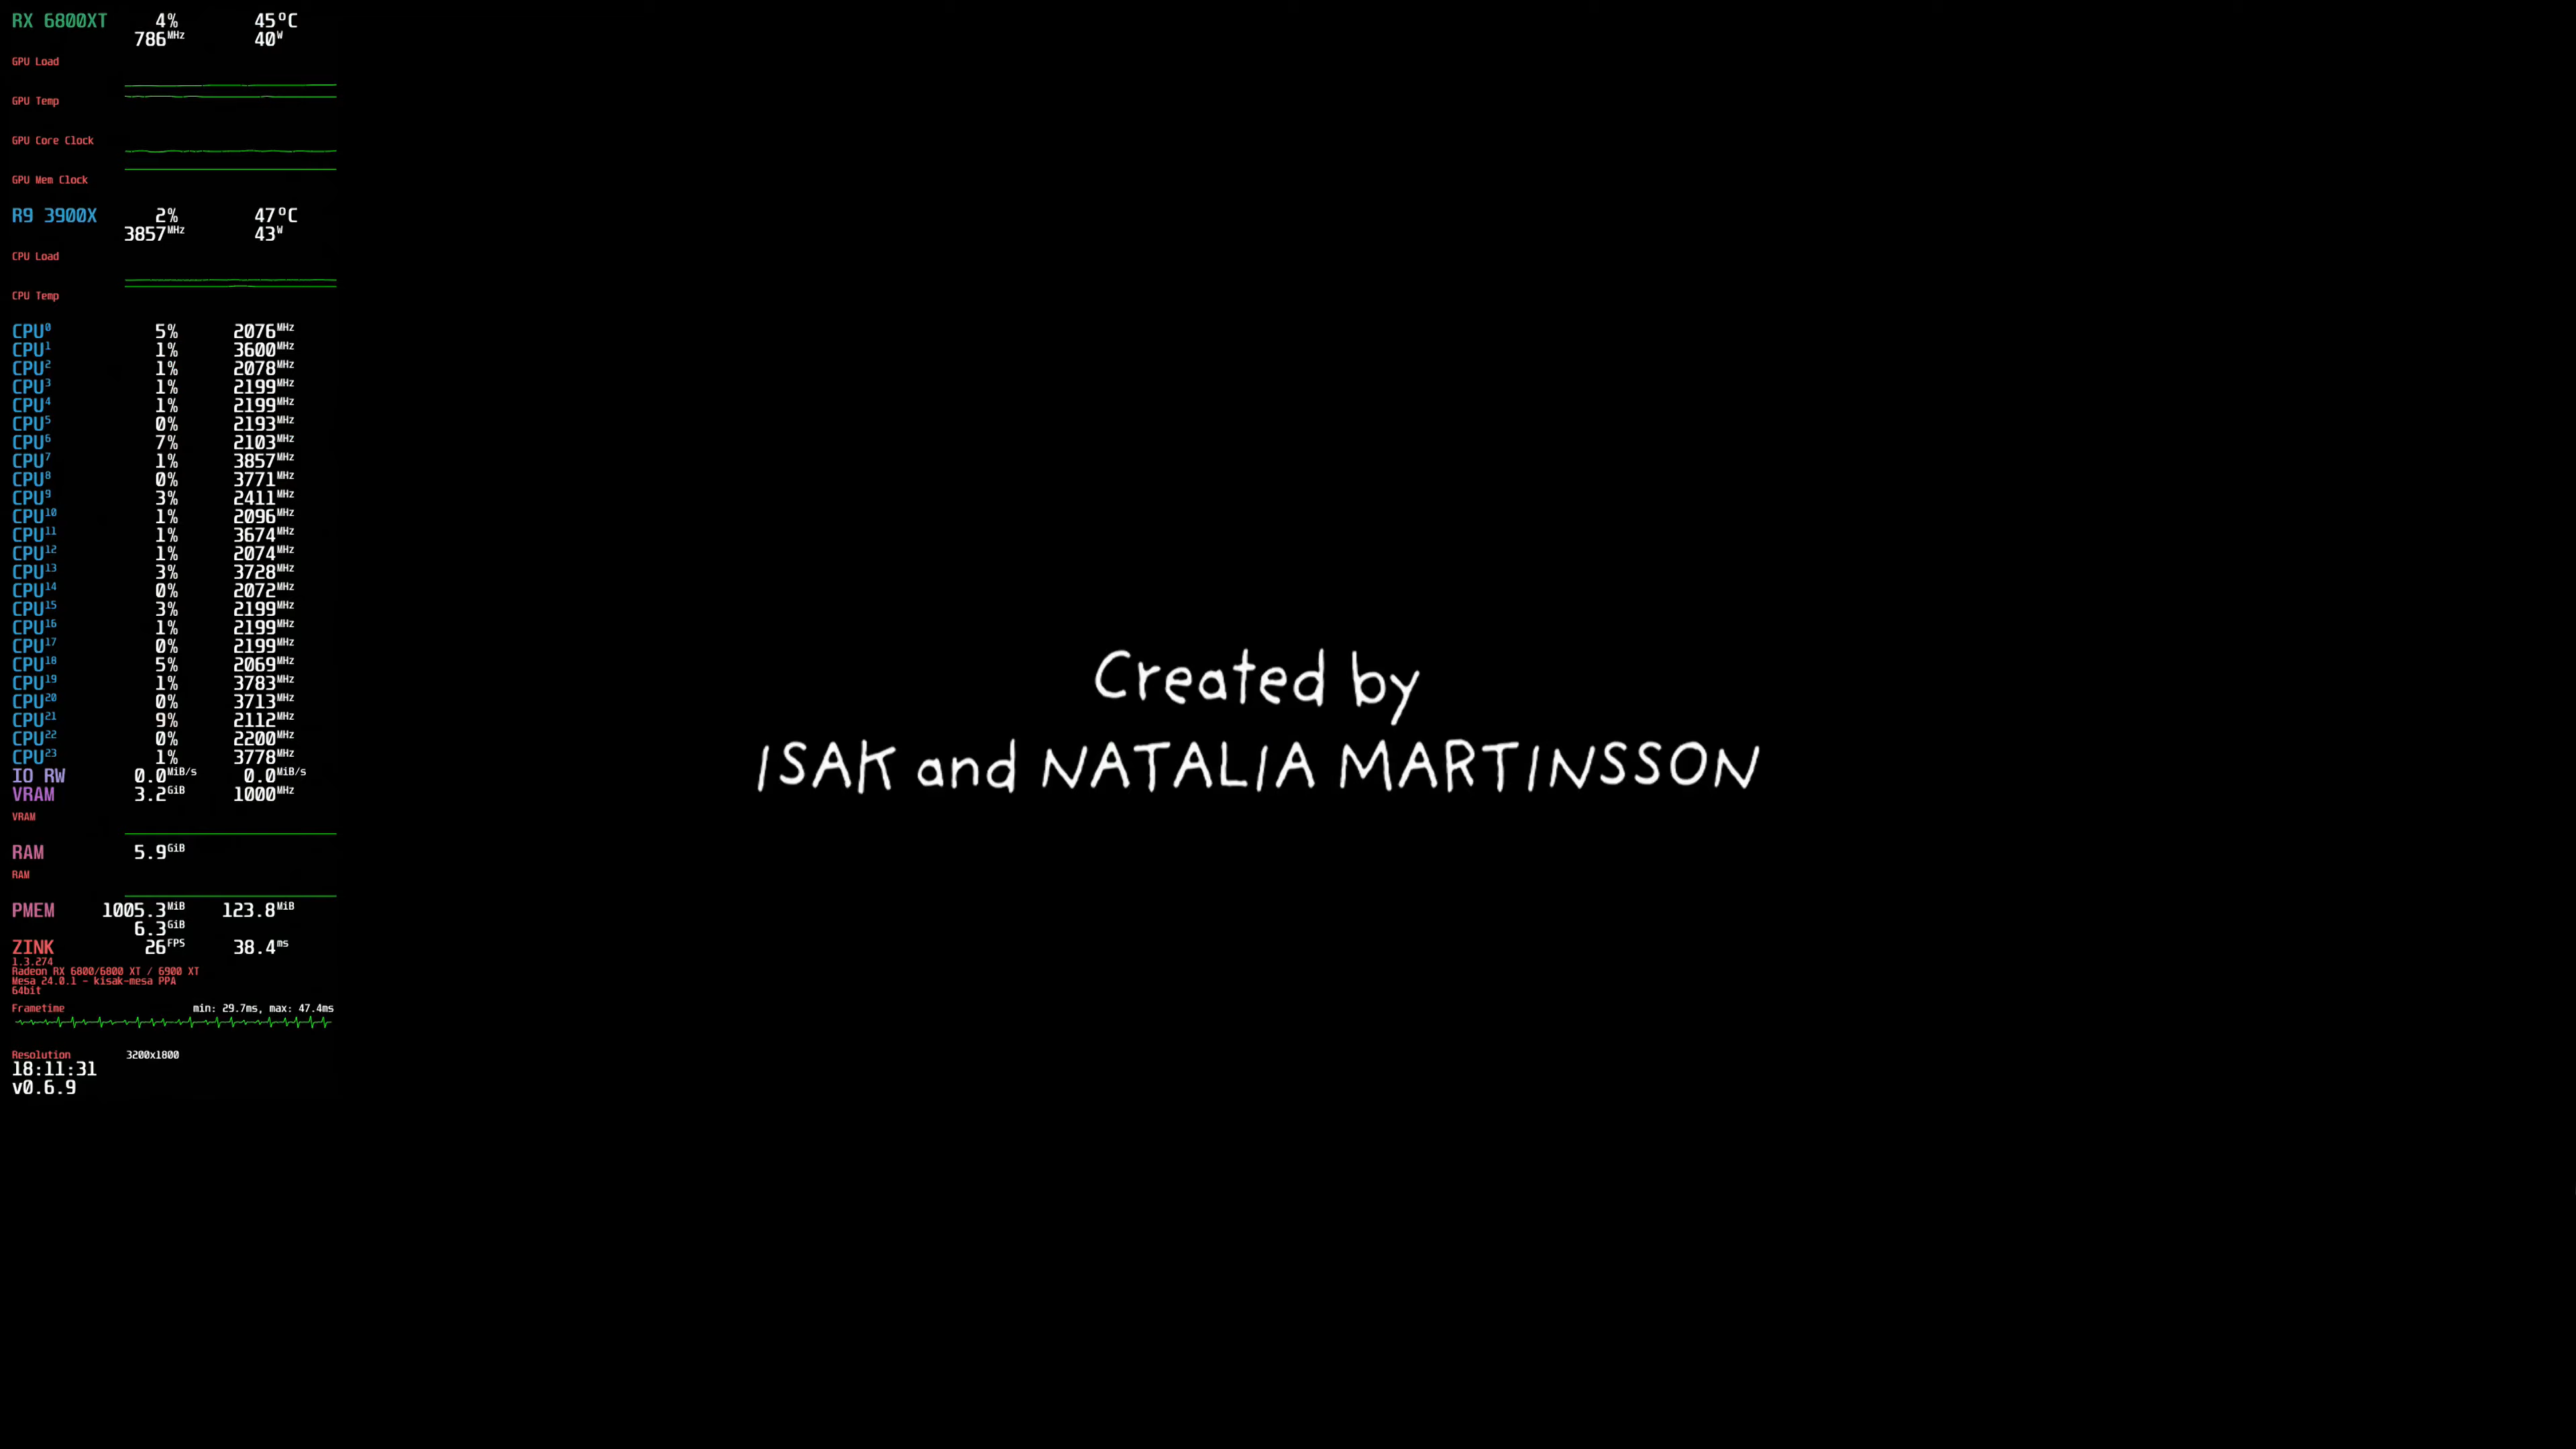 RX 6800XT 4% 45°C
786MHz 40W
GPU Load
GPU Temp
GPU Core Clock
GPU Mem Clock
R9 3900X 2% 47°C
3857MHz 43W
CPU Load
CPU Temp
CPU0 5% 2076MHz
CPU1 1% 3600MHz
CPU2 1% 2078MHz
CPU3 1% 2199MHz
CPU4 1% 2199MHz
CPU5 0% 2193MHz
CPU6 7% 2103MHz
CPU7 1% 3857MHz
CPU8 0% 3771MHz
CPU9 3% 2411MHz
CPU10 1% 2096MHz
CPU11 1% 3674MHz
CPU12 1% 2074MHz
CPU13 3% 3728MHz
CPU14 0% 2072MHz
CPU15 3% 2199MHz
CPU16 1% 2199MHz
CPU17 0% 2199MHz
CPU18 5% 2069MHz
CPU19 1% 3783MHz
CPU20 0% 3713MHz
CPU21 9% 2112MHz
CPU22 0% 2200MHz
CPU23 1% 3778MHz
IO RW 0.0MiB/s 0.0MiB/s
VRAM 3.2GiB 1000MHz
VRAM
RAM 5.9GiB
RAM
PMEM 1005.3MiB 123.8MiB
6.3GiB
ZINK 26FPS 38.4ms
1.3.274
Radeon RX 6800/6800 XT / 6900 XT
Mesa 24.0.1 - kisak-mesa PPA
64bit
Frametime min: 29.7ms, max: 47.4ms
Resolution 3200x1800
18:11:31
v0.6.9
Created by
ISAK and NATALIA MARTINSSON